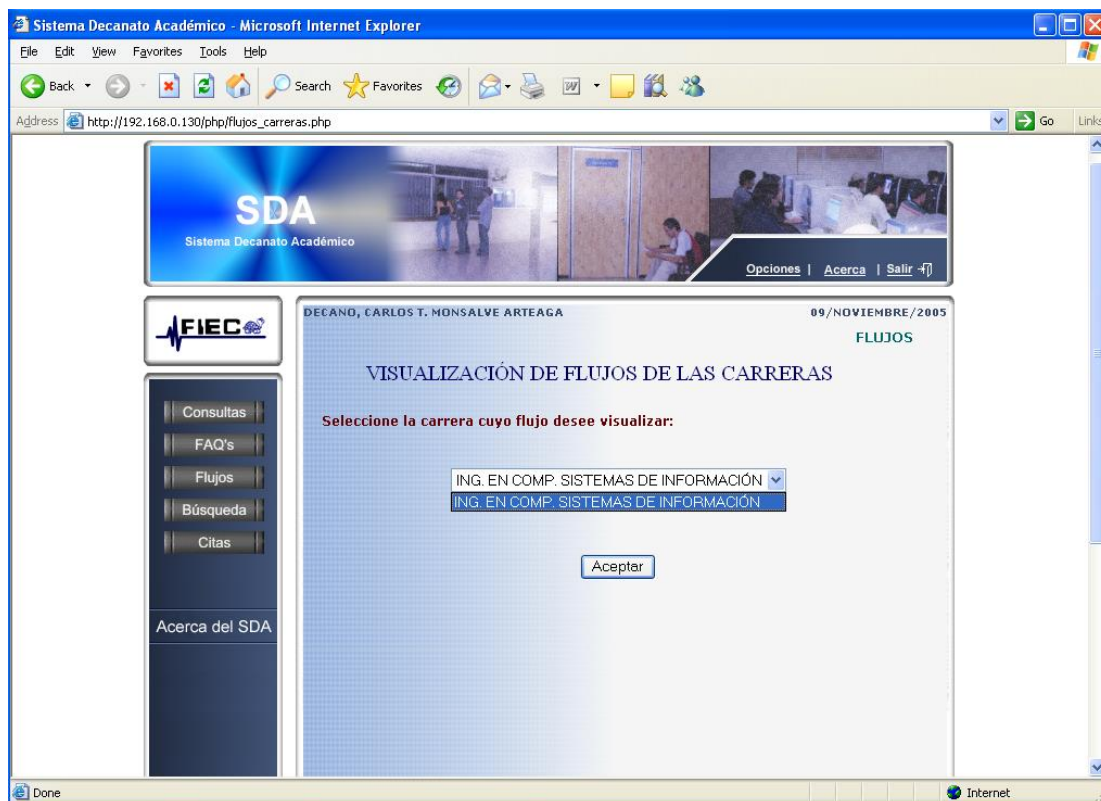 Sistema Decanato Académico - Microsoft Internet Explorer
File Edit View Favorites Tools Help
Back Search Favorites
Address http://192.168.0.130/php/flujos_carreras.php Go Links
SDA
Sistema Decanato Académico
Opciones | Acerca | Salir
FIEC
DECANO, CARLOS T. MONSALVE ARTEAGA 09/NOVIEMBRE/2005
FLUJOS
VISUALIZACIÓN DE FLUJOS DE LAS CARRERAS
Seleccione la carrera cuyo flujo desee visualizar:
Consultas
FAQ's
Flujos
Búsqueda
Citas
Acerca del SDA
ING. EN COMP. SISTEMAS DE INFORMACIÓN
ING. EN COMP. SISTEMAS DE INFORMACIÓN
Aceptar
Done Internet